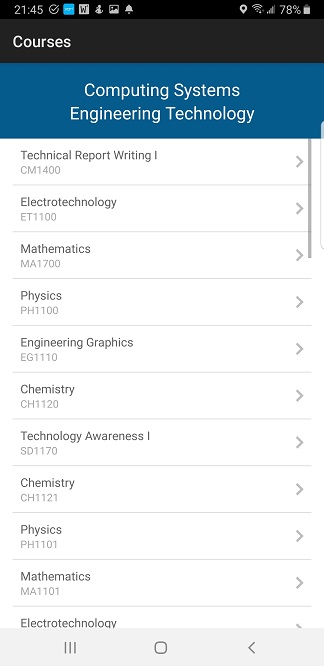 21:45 78%
Courses
Computing Systems
Engineering Technology
Technical Report Writing I
CM1400
Electrotechnology
ET1100
Mathematics
MA1700
Physics
PH1100
Engineering Graphics
EG1110
Chemistry
CH1120
Technology Awareness I
SD1170
Chemistry
CH1121
Physics
PH1101
Mathematics
MA1101
Electrotechnology